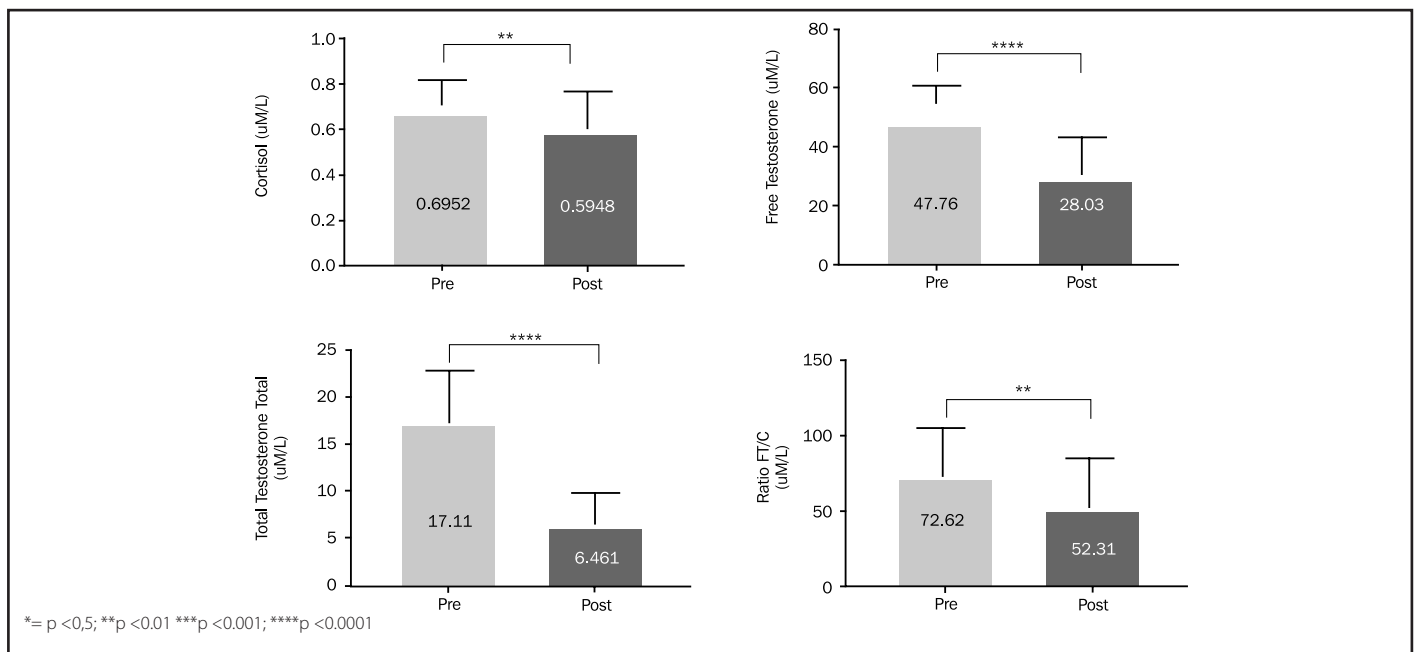 1.0
0.8
0.6
0.4
0.2
0.0
Cortisol (uM/L)
**
0.6952
0.5948
Pre
Post
80
60
40
20
0
Free Testosterone (uM/L)
****
47.76
28.03
Pre
Post
25
20
15
10
5
0
Total Testosterone Total
(uM/L)
****
17.11
6.461
Pre
Post
150
100
50
0
Ratio FT/C
(uM/L)
**
72.62
52.31
Pre
Post
*= p <0,5; **p <0.01 ***p <0.001; ****p <0.0001